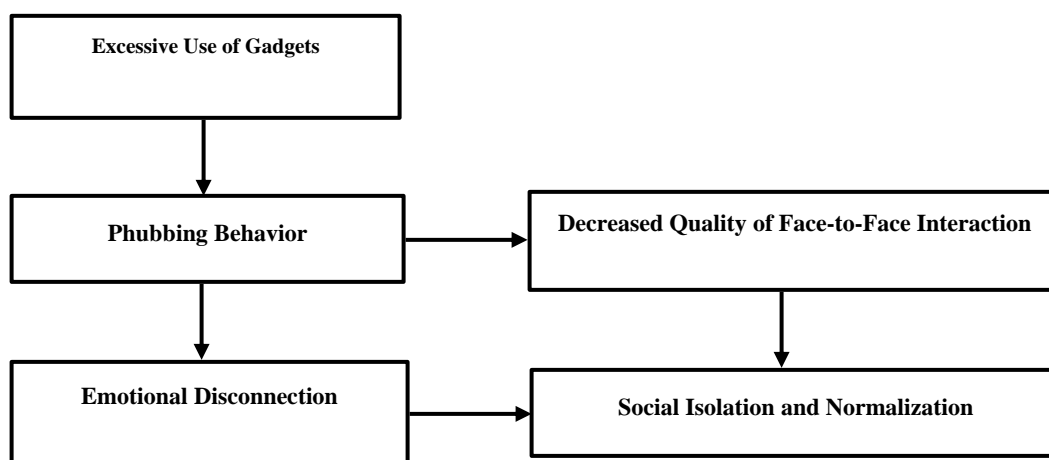 Excessive Use of Gadgets
Phubbing Behavior
Decreased Quality of Face-to-Face Interaction
Emotional Disconnection
Social Isolation and Normalization